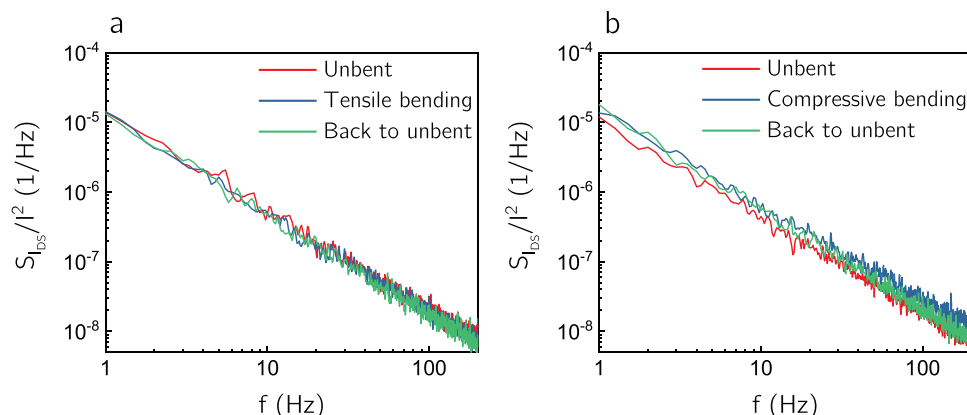 a
10⁻⁴
10⁻⁵
10⁻⁶
10⁻⁷
10⁻⁸
S_IDS/I² (1/Hz)
Unbent
Tensile bending
Back to unbent
1
10
100
f (Hz)
b
10⁻⁴
10⁻⁵
10⁻⁶
10⁻⁷
10⁻⁸
S_IDS/I² (1/Hz)
Unbent
Compressive bending
Back to unbent
1
10
100
f (Hz)